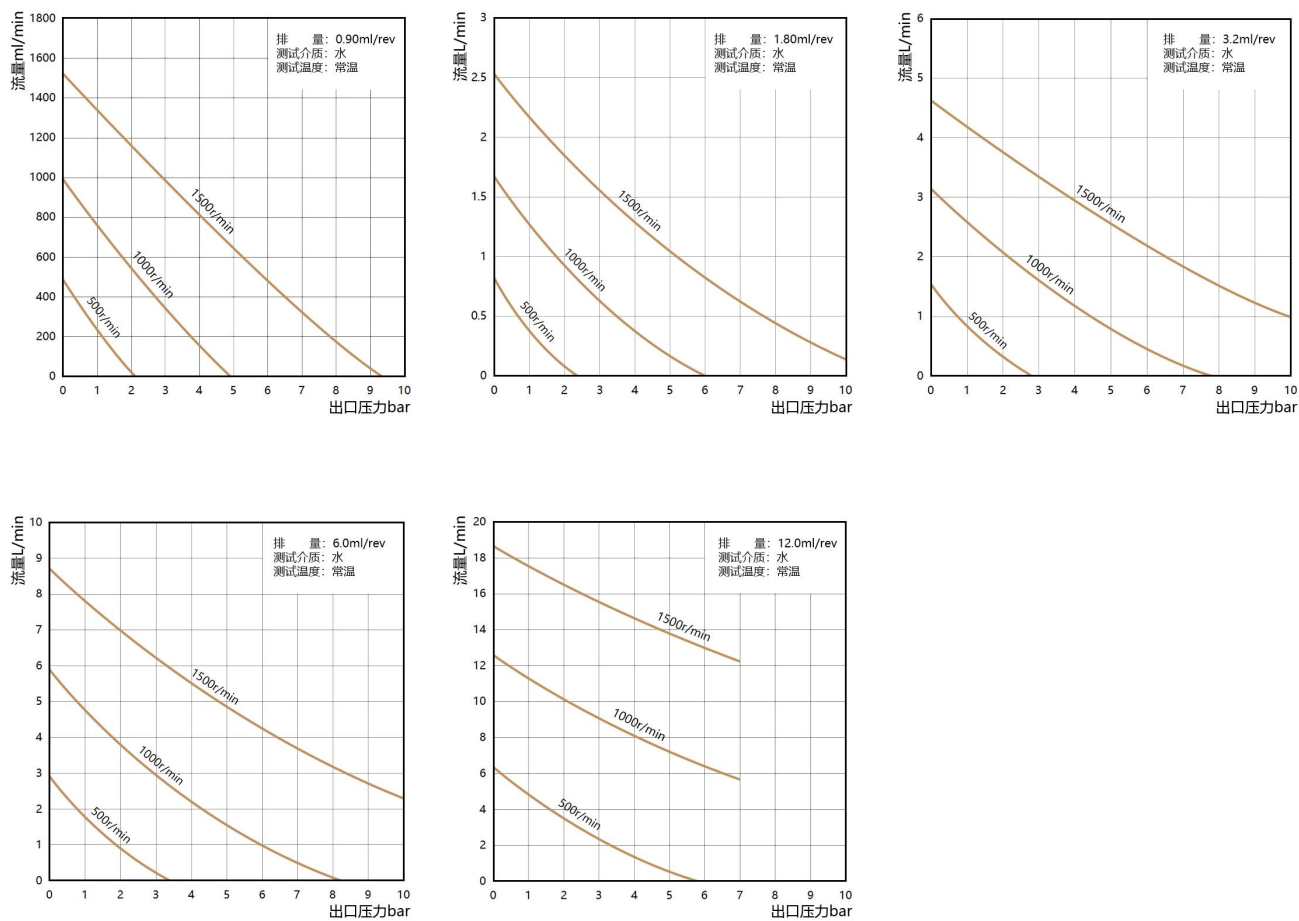 流量ml/min
1800
1600
1400
1200
1000
800
600
400
200
0
排 量：0.90ml/rev
测试介质：水
测试温度：常温
1500r/min
1000r/min
500r/min
0 1 2 3 4 5 6 7 8 9 10
出口压力bar
流量L/min
3
2.5
2
1.5
1
0.5
0
排 量：1.80ml/rev
测试介质：水
测试温度：常温
1500r/min
1000r/min
500r/min
0 1 2 3 4 5 6 7 8 9 10
出口压力bar
流量L/min
6
5
4
3
2
1
0
排 量：3.2ml/rev
测试介质：水
测试温度：常温
1500r/min
1000r/min
500r/min
0 1 2 3 4 5 6 7 8 9 10
出口压力bar
流量L/min
10
9
8
7
6
5
4
3
2
1
0
排 量：6.0ml/rev
测试介质：水
测试温度：常温
1500r/min
1000r/min
500r/min
0 1 2 3 4 5 6 7 8 9 10
出口压力bar
流量L/min
20
18
16
14
12
10
8
6
4
2
0
排 量：12.0ml/rev
测试介质：水
测试温度：常温
1500r/min
1000r/min
500r/min
0 1 2 3 4 5 6 7 8 9 10
出口压力bar